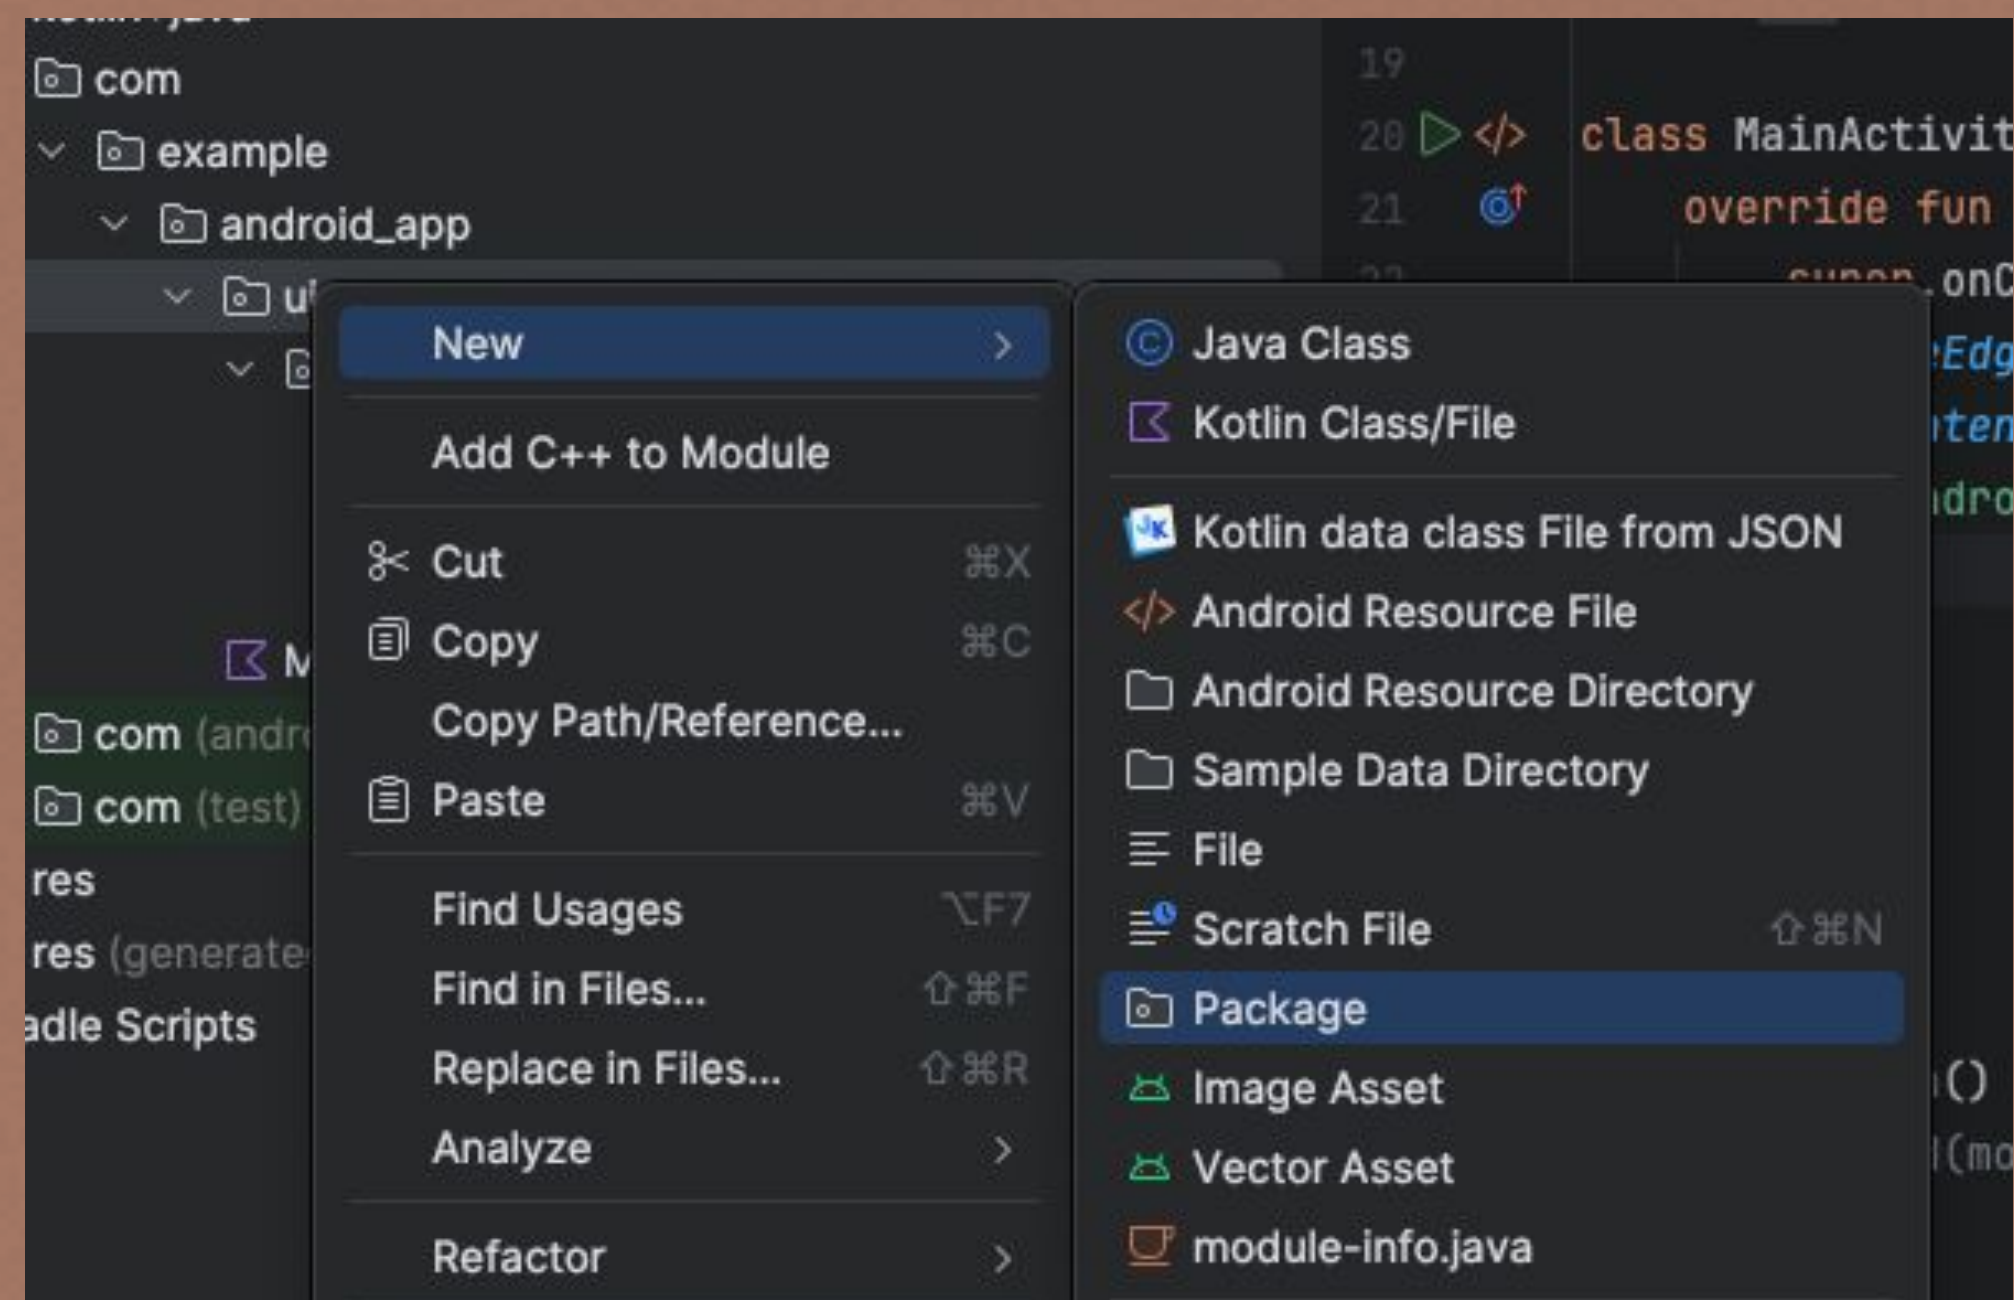 com
example
android_app
New
Add C++ to Module
Cut ⌘X
Copy ⌘C
Copy Path/Reference...
Paste ⌘V
Find Usages ⌥F7
Find in Files... ⇧⌘F
Replace in Files... ⇧⌘R
Analyze
Refactor
com
com (test)
res
res (generate
adle Scripts
Java Class
Kotlin Class/File
Kotlin data class File from JSON
Android Resource File
Android Resource Directory
Sample Data Directory
File
Scratch File ⇧⌘N
Package
Image Asset
Vector Asset
module-info.java
19
20 class MainActivit
21 override fun
.onC